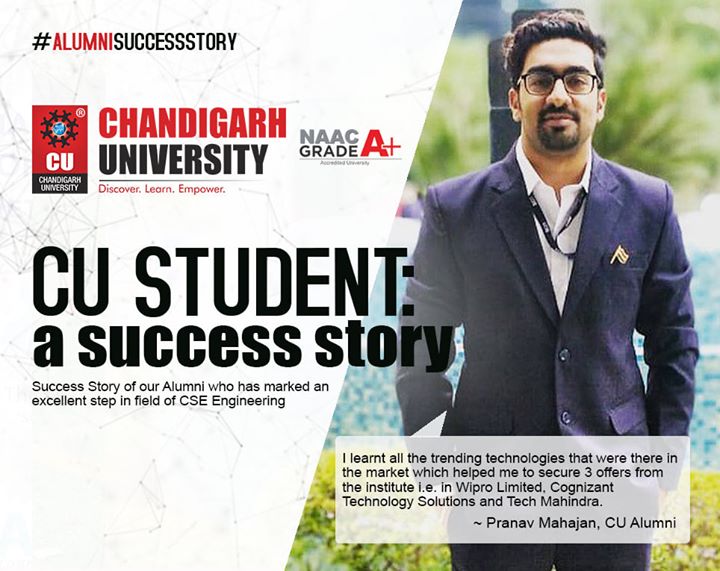 #ALUMNISUCCESSSTORY
®
CU
CHANDIGARH
UNIVERSITY
CHANDIGARH
UNIVERSITY
Discover. Learn. Empower.
NAAC
GRADE A+
Accredited University
CU STUDENT:
a success story
Success Story of our Alumni who has marked an
excellent step in field of CSE Engineering
I learnt all the trending technologies that were there in
the market which helped me to secure 3 offers from
the institute i.e. in Wipro Limited, Cognizant
Technology Solutions and Tech Mahindra.
~ Pranav Mahajan, CU Alumni